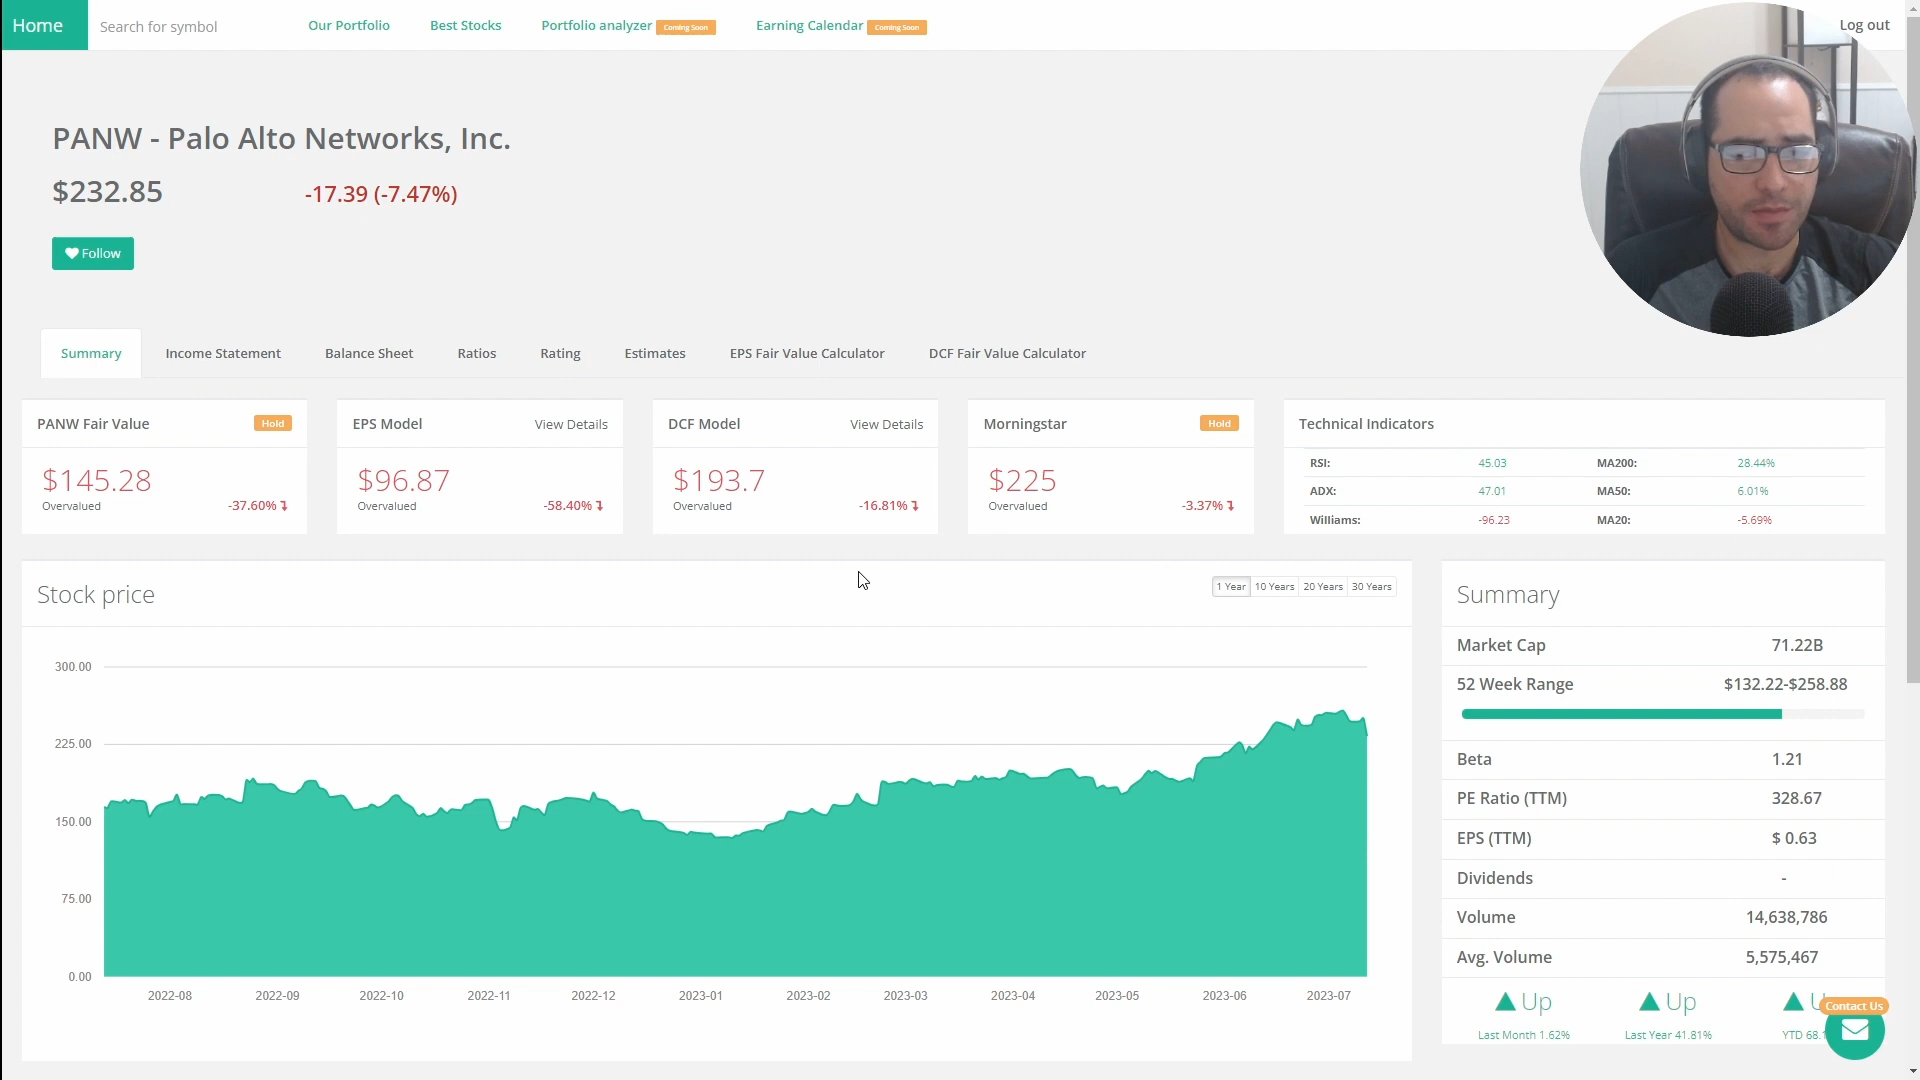 Home
Search for symbol
Our Portfolio
Best Stocks
Portfolio analyzer Coming Soon
Earning Calendar Coming Soon
Log out
PANW - Palo Alto Networks, Inc.
$232.85
-17.39 (-7.47%)
Follow
Summary
Income Statement
Balance Sheet
Ratios
Rating
Estimates
EPS Fair Value Calculator
DCF Fair Value Calculator
PANW Fair Value Hold
$145.28
Overvalued -37.60%
EPS Model View Details
$96.87
Overvalued -58.40%
DCF Model View Details
$193.7
Overvalued -16.81%
Morningstar Hold
$225
Overvalued -3.37%
Technical Indicators
RSI: 45.03 MA200: 28.44%
ADX: 47.01 MA50: 6.01%
Williams: -96.23 MA20: -5.69%
Stock price
1 Year 10 Years 20 Years 30 Years
300.00
225.00
150.00
75.00
0.00
2022-08 2022-09 2022-10 2022-11 2022-12 2023-01 2023-02 2023-03 2023-04 2023-05 2023-06 2023-07
Summary
Market Cap 71.22B
52 Week Range $132.22-$258.88
Beta 1.21
PE Ratio (TTM) 328.67
EPS (TTM) $ 0.63
Dividends -
Volume 14,638,786
Avg. Volume 5,575,467
Up Up
Last Month 1.62% Last Year 41.81% YTD 68.
Contact Us